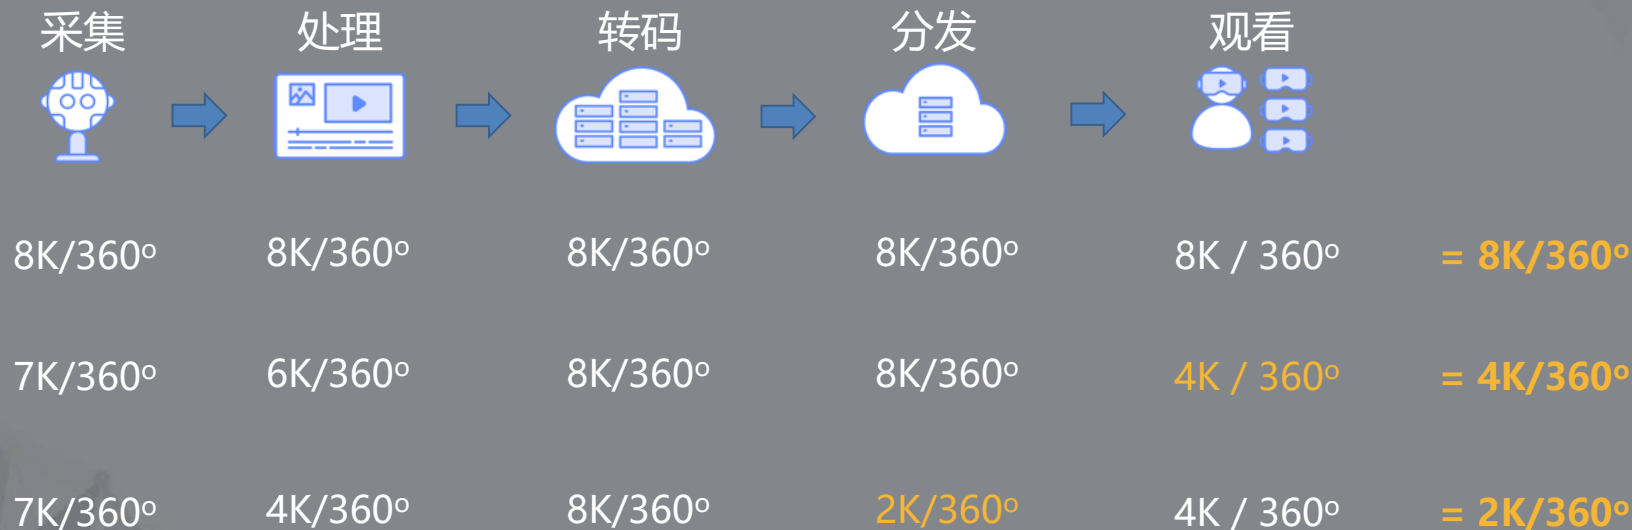 采集 处理 转码 分发 观看
8K/360º 8K/360º 8K/360º 8K/360º 8K / 360º = 8K/360º
7K/360º 6K/360º 8K/360º 8K/360º 4K / 360º = 4K/360º
7K/360º 4K/360º 8K/360º 2K/360º 4K / 360º = 2K/360º